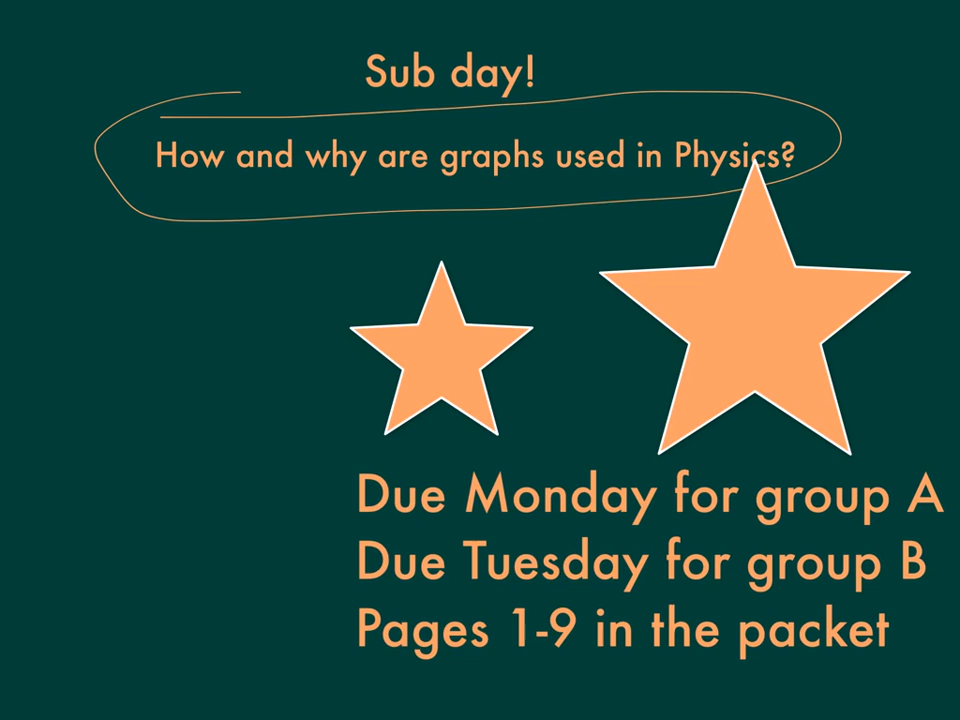 Sub day!
How and why are graphs used in Physics?
Due Monday for group A
Due Tuesday for group B
Pages 1-9 in the packet